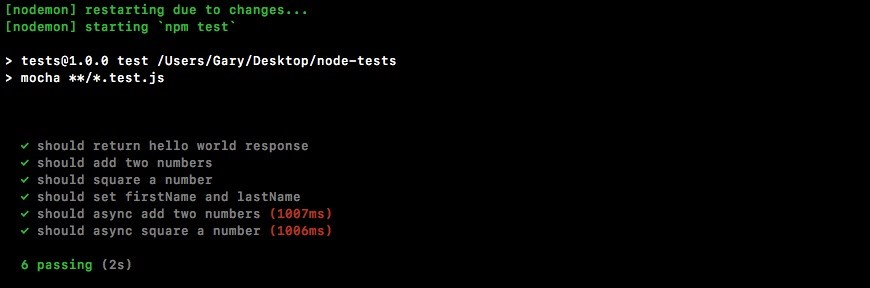 [nodemon] restarting due to changes...
[nodemon] starting `npm test`
> tests@1.0.0 test /Users/Gary/Desktop/node-tests
> mocha **/*.test.js
✓ should return hello world response
✓ should add two numbers
✓ should square a number
✓ should set firstName and lastName
✓ should async add two numbers (1007ms)
✓ should async square a number (1006ms)
6 passing (2s)